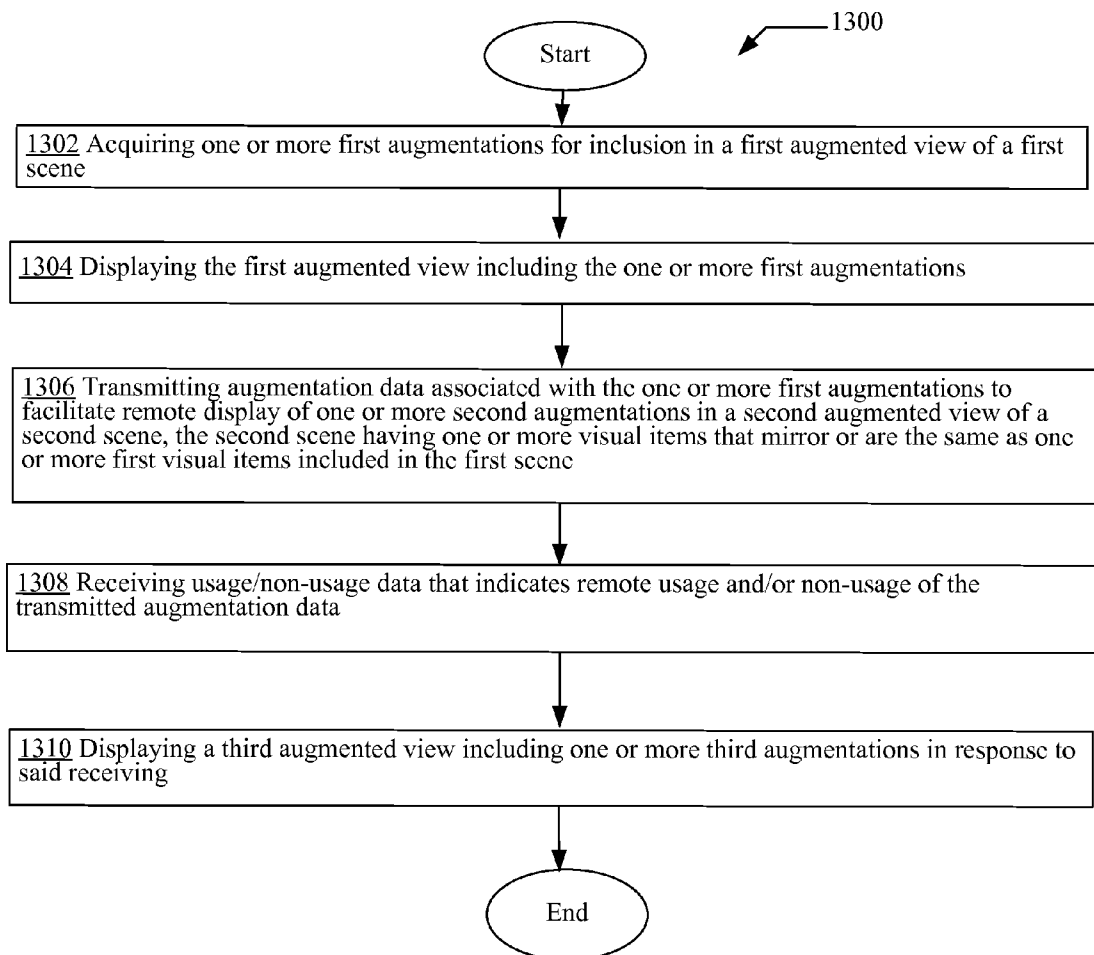 1300
Start
1302 Acquiring one or more first augmentations for inclusion in a first augmented view of a first
scene
1304 Displaying the first augmented view including the one or more first augmentations
1306 Transmitting augmentation data associated with the one or more first augmentations to
facilitate remote display of one or more second augmentations in a second augmented view of a
second scene, the second scene having one or more visual items that mirror or are the same as one
or more first visual items included in the first scene
1308 Receiving usage/non-usage data that indicates remote usage and/or non-usage of the
transmitted augmentation data
1310 Displaying a third augmented view including one or more third augmentations in response to
said receiving
End